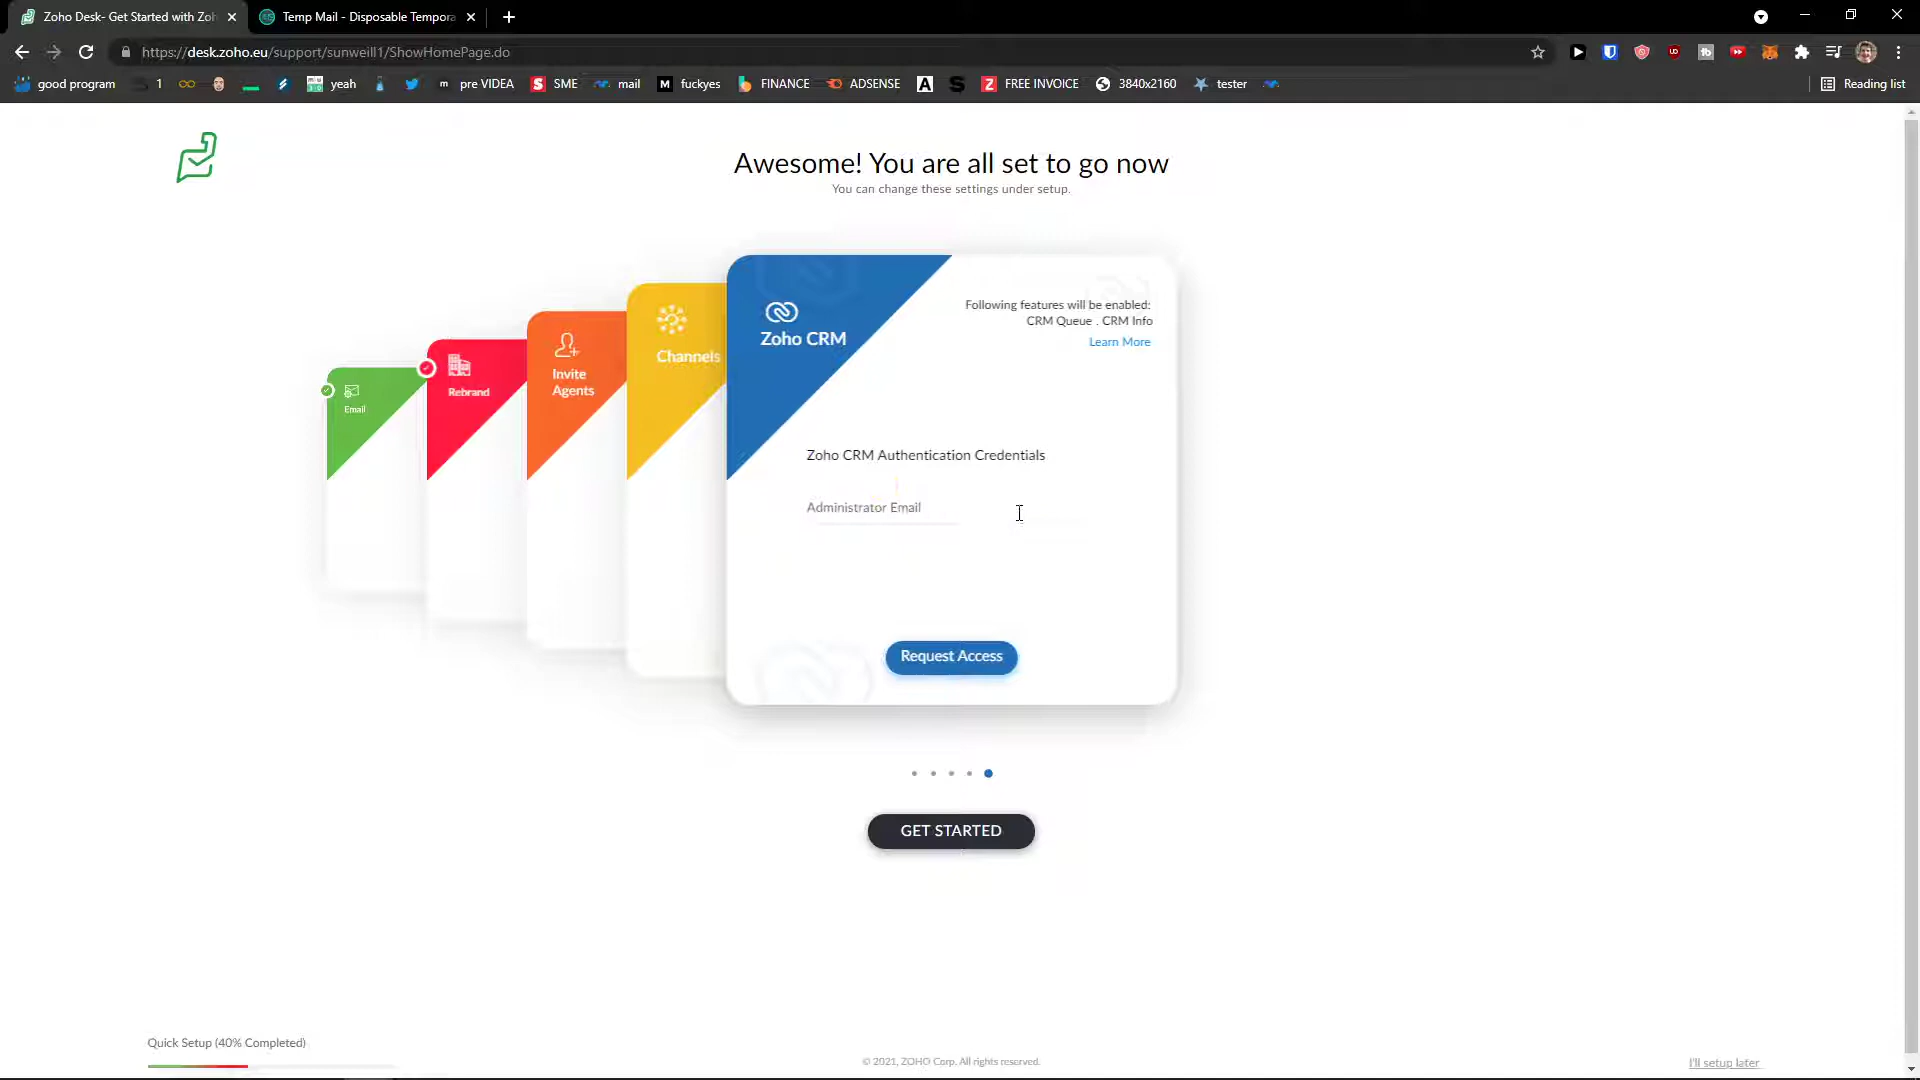 Zoho Desk- Get Started with Zoh
Temp Mail - Disposable Tempora
https://desk.zoho.eu/support/sunweill1/ShowHomePage.do
good program
1
yeah
m pre VIDEA
S SME
mail
M fuckyes
FINANCE
ADSENSE
A
S
Z FREE INVOICE
3840x2160
tester
Reading list
Awesome! You are all set to go now
You can change these settings under setup.
Email
Rebrand
Invite
Agents
Channels
Zoho CRM
Following features will be enabled:
CRM Queue . CRM Info
Learn More
Zoho CRM Authentication Credentials
Administrator Email
Request Access
GET STARTED
Quick Setup (40% Completed)
© 2021, ZOHO Corp. All rights reserved.
I'll setup later